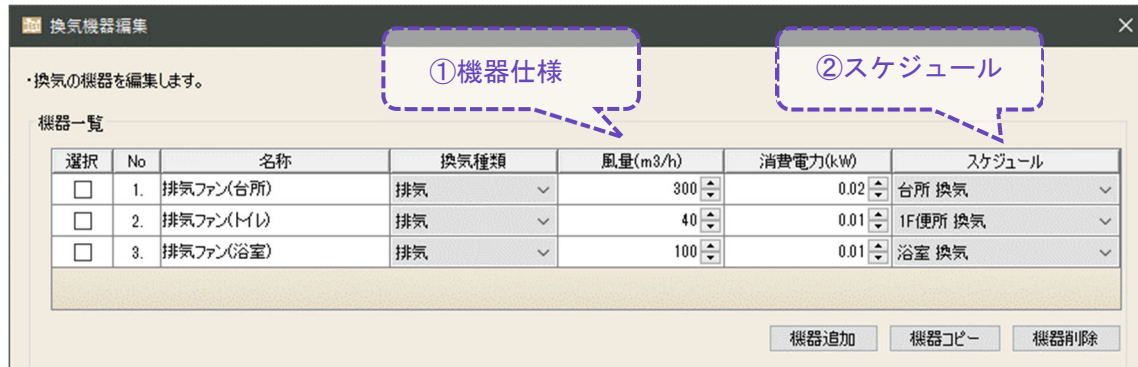 換気機器編集
①機器仕様
②スケジュール
・換気の機器を編集します。
機器一覧
選択 No 名称 換気種類 風量(m3/h) 消費電力(kW) スケジュール
1. 排気ファン(台所) 排気 300 0.02 台所 換気
2. 排気ファン(トイレ) 排気 40 0.01 1F便所 換気
3. 排気ファン(浴室) 排気 100 0.01 浴室 換気
機器追加 機器コピー 機器削除